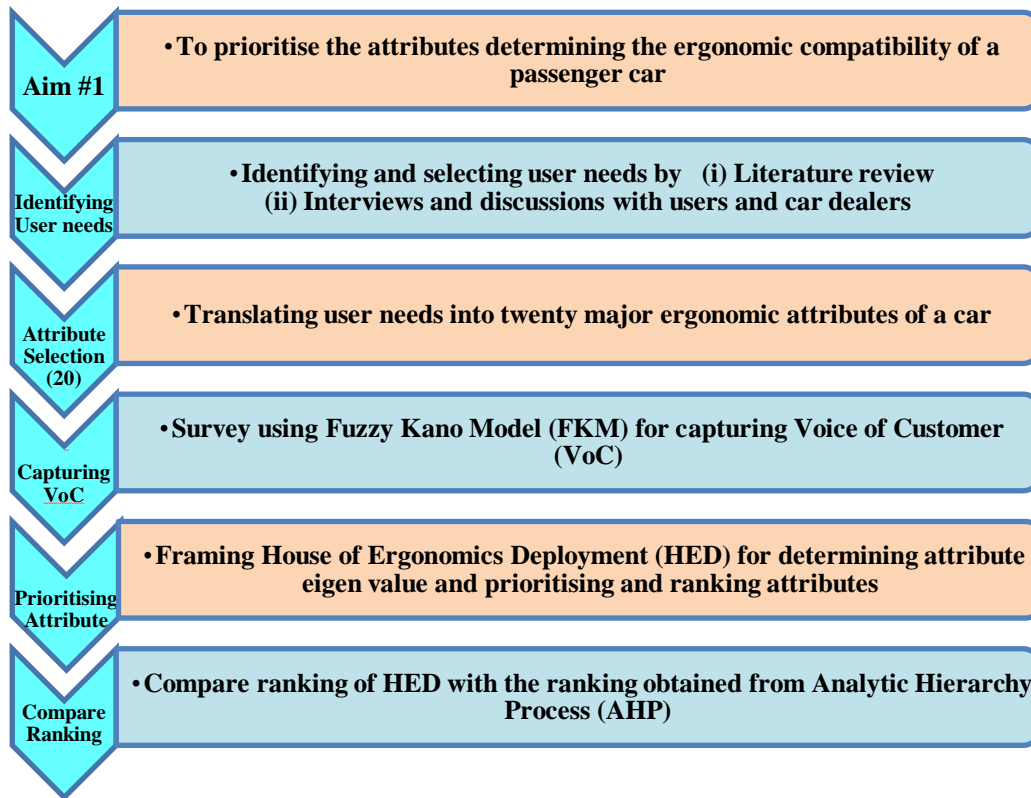 Aim #1
•To prioritise the attributes determining the ergonomic compatibility of a
passenger car
Identifying
User needs
•Identifying and selecting user needs by (i) Literature review
(ii) Interviews and discussions with users and car dealers
Attribute
Selection
(20)
•Translating user needs into twenty major ergonomic attributes of a car
Capturing
VoC
•Survey using Fuzzy Kano Model (FKM) for capturing Voice of Customer
(VoC)
Prioritising
Attribute
•Framing House of Ergonomics Deployment (HED) for determining attribute
eigen value and prioritising and ranking attributes
Compare
Ranking
•Compare ranking of HED with the ranking obtained from Analytic Hierarchy
Process (AHP)